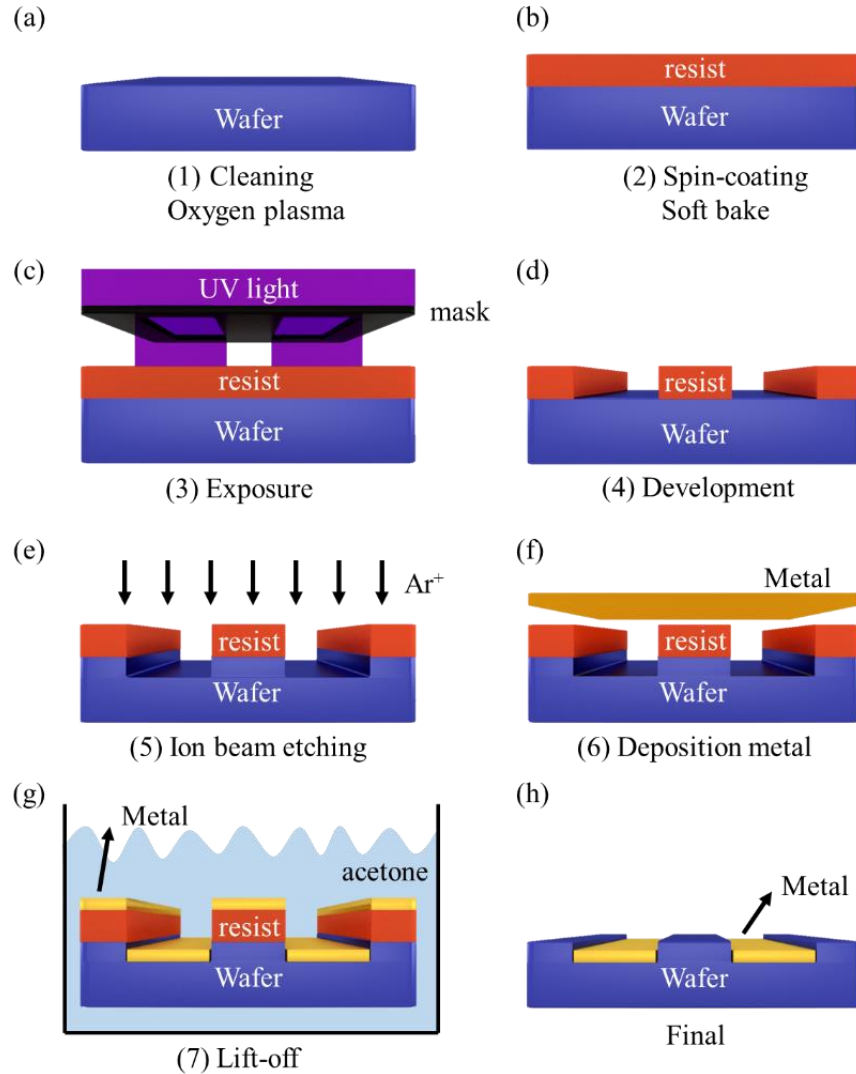 (a)
Wafer
(1) Cleaning
Oxygen plasma
(b)
resist
Wafer
(2) Spin-coating
Soft bake
(c)
UV light
mask
resist
Wafer
(3) Exposure
(d)
resist
Wafer
(4) Development
(e)
Ar⁺
resist
Wafer
(5) Ion beam etching
(f)
Metal
resist
Wafer
(6) Deposition metal
(g)
Metal
acetone
resist
Wafer
(7) Lift-off
(h)
Metal
Wafer
Final